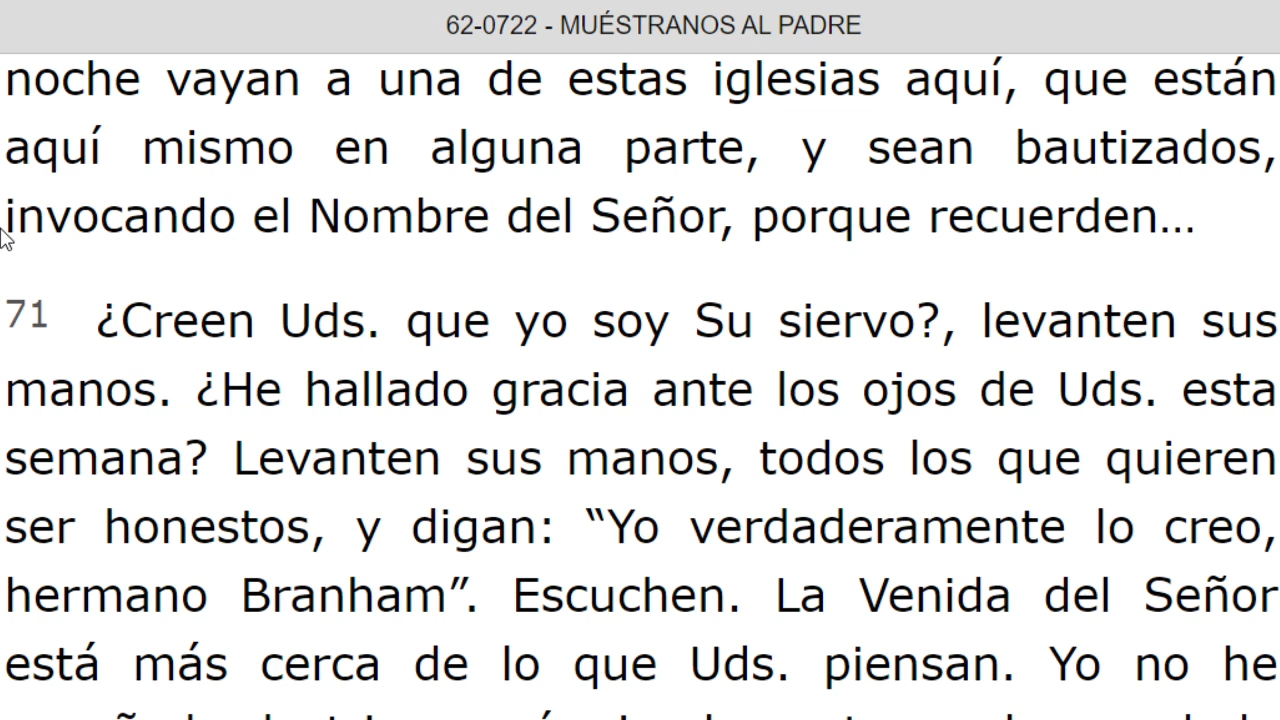 62-0722 - MUÉSTRANOS AL PADRE
noche vayan a una de estas iglesias aquí, que están
aquí mismo en alguna parte, y sean bautizados,
invocando el Nombre del Señor, porque recuerden...
71 ¿Creen Uds. que yo soy Su siervo?, levanten sus
manos. ¿He hallado gracia ante los ojos de Uds. esta
semana? Levanten sus manos, todos los que quieren
ser honestos, y digan: “Yo verdaderamente lo creo,
hermano Branham”. Escuchen. La Venida del Señor
está más cerca de lo que Uds. piensan. Yo no he